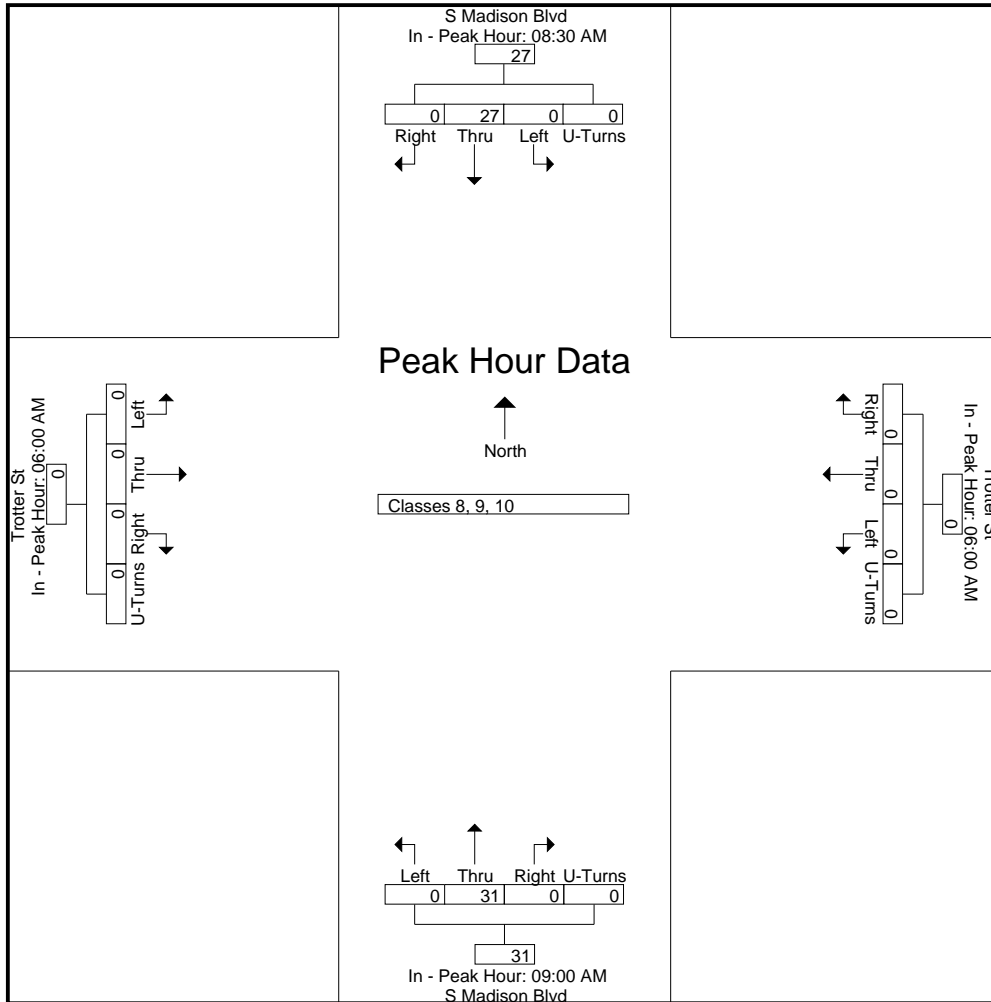 S Madison Blvd
In - Peak Hour: 08:30 AM
27
0 27 0 0
Right Thru Left U-Turns
Peak Hour Data
North
Classes 8, 9, 10
Trotter St
In - Peak Hour: 06:00 AM
0
0 0 0 0
Left Thru Right U-Turns
Trotter St
In - Peak Hour: 06:00 AM
0
0 0 0 0
Right Thru Left U-Turns
Left Thru Right U-Turns
0 31 0 0
31
In - Peak Hour: 09:00 AM
S Madison Blvd